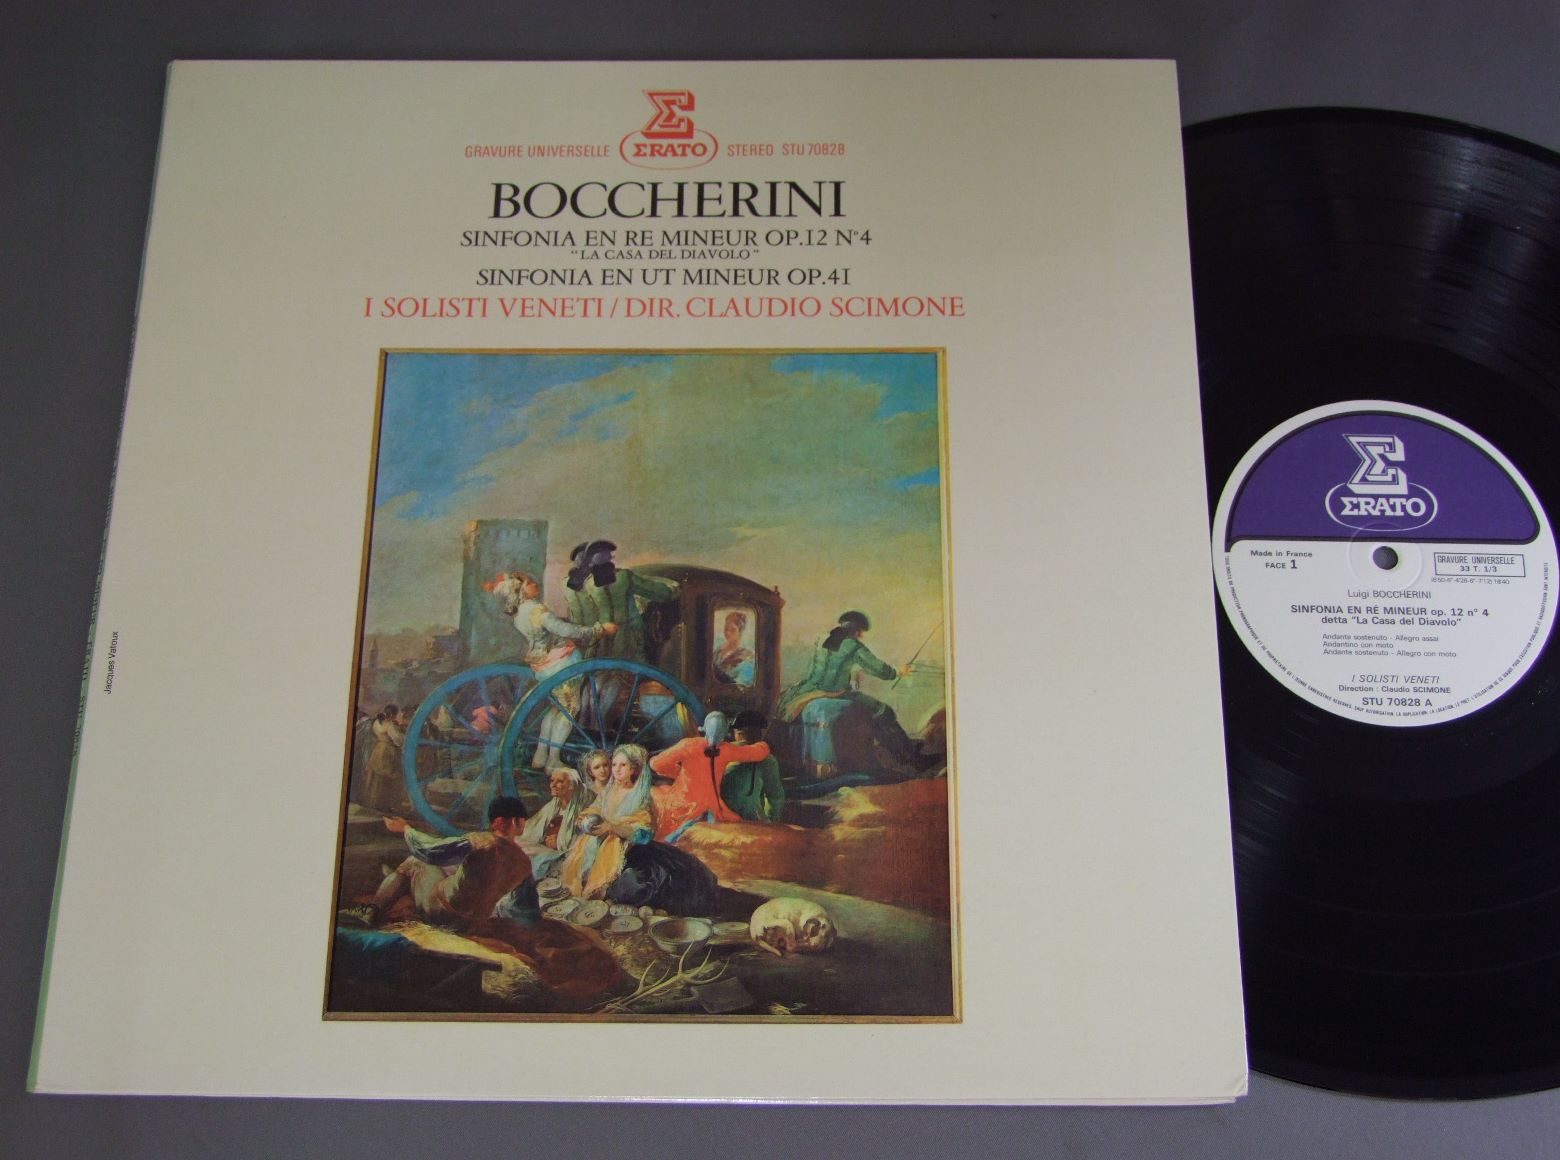 GRAVURE UNIVERSELLE ΣRATO STEREO STU 70828
BOCCHERINI
SINFONIA EN RE MINEUR OP.12 N°4
"LA CASA DEL DIAVOLO"
SINFONIA EN UT MINEUR OP.41
I SOLISTI VENETI / DIR. CLAUDIO SCIMONE
Jacques Vatoux
ΣRATO
Made in France
FACE 1
GRAVURE UNIVERSELLE
33 T. 1/3
Luigi BOCCHERINI
SINFONIA EN RÉ MINEUR op. 12 n° 4
detta "La Casa del Diavolo"
Andante sostenuto - Allegro assai
Andantino con moto
Andante sostenuto - Allegro con moto
I SOLISTI VENETI
Direction : Claudio SCIMONE
STU 70828 A